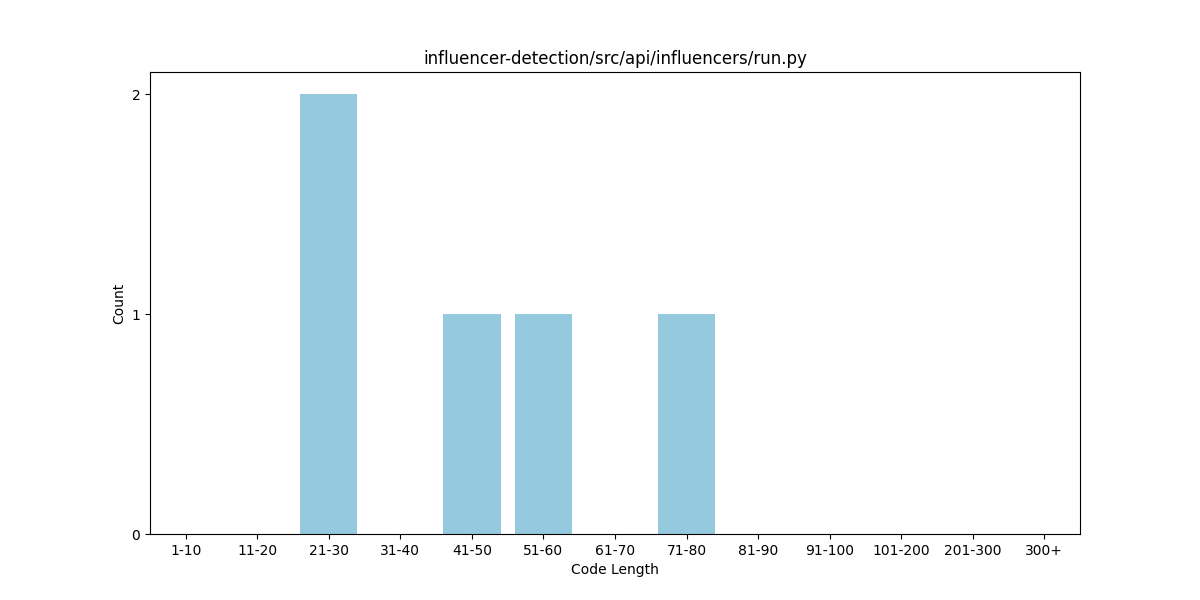 influencer-detection/src/api/influencers/run.py
Count
2
1
0
1-10 11-20 21-30 31-40 41-50 51-60 61-70 71-80 81-90 91-100 101-200 201-300 300+
Code Length